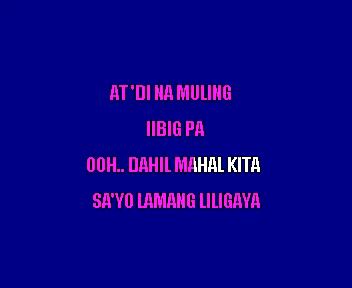 AT 'DI NA MULING
IIBIG PA
OOH.. DAHIL MAHAL KITA
SA'YO LAMANG LILIGAYA